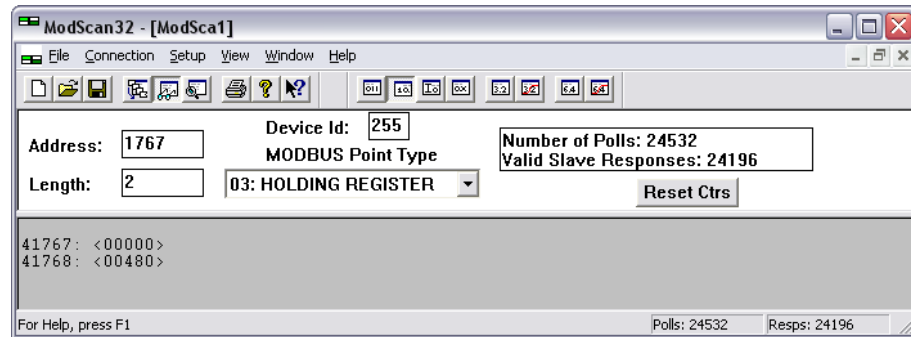 ModScan32 - [ModSca1]
File Connection Setup View Window Help
Address: 1767
Device Id: 255
MODBUS Point Type
Number of Polls: 24532
Valid Slave Responses: 24196
Length: 2
03: HOLDING REGISTER
Reset Ctrs
41767: <00000>
41768: <00480>
For Help, press F1
Polls: 24532
Resps: 24196